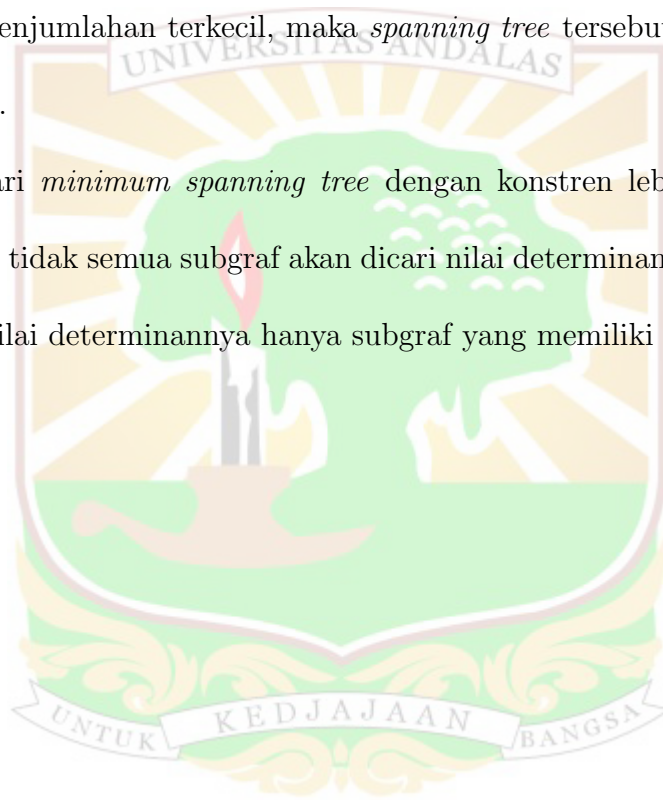 enjumlahan terkecil, maka spanning tree tersebu
UNIVERSITAS ANDALAS
.
ri minimum spanning tree dengan konstren leb
tidak semua subgraf akan dicari nilai determinan
ilai determinannya hanya subgraf yang memiliki
UNTUK KEDJAJAAN BANGSA